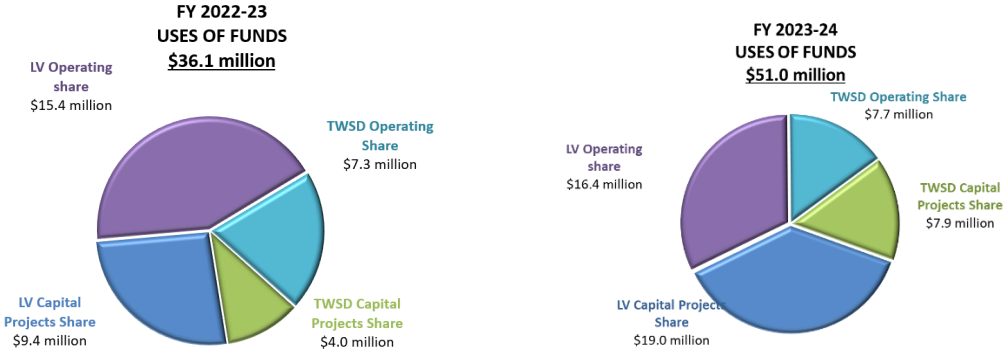 FY 2022-23
USES OF FUNDS
$36.1 million
LV Operating
share
$15.4 million
TWSD Operating
Share
$7.3 million
LV Capital
Projects Share
$9.4 million
TWSD Capital
Projects Share
$4.0 million
FY 2023-24
USES OF FUNDS
$51.0 million
TWSD Operating Share
$7.7 million
LV Operating
share
$16.4 million
TWSD Capital
Projects Share
$7.9 million
LV Capital Projects
Share
$19.0 million